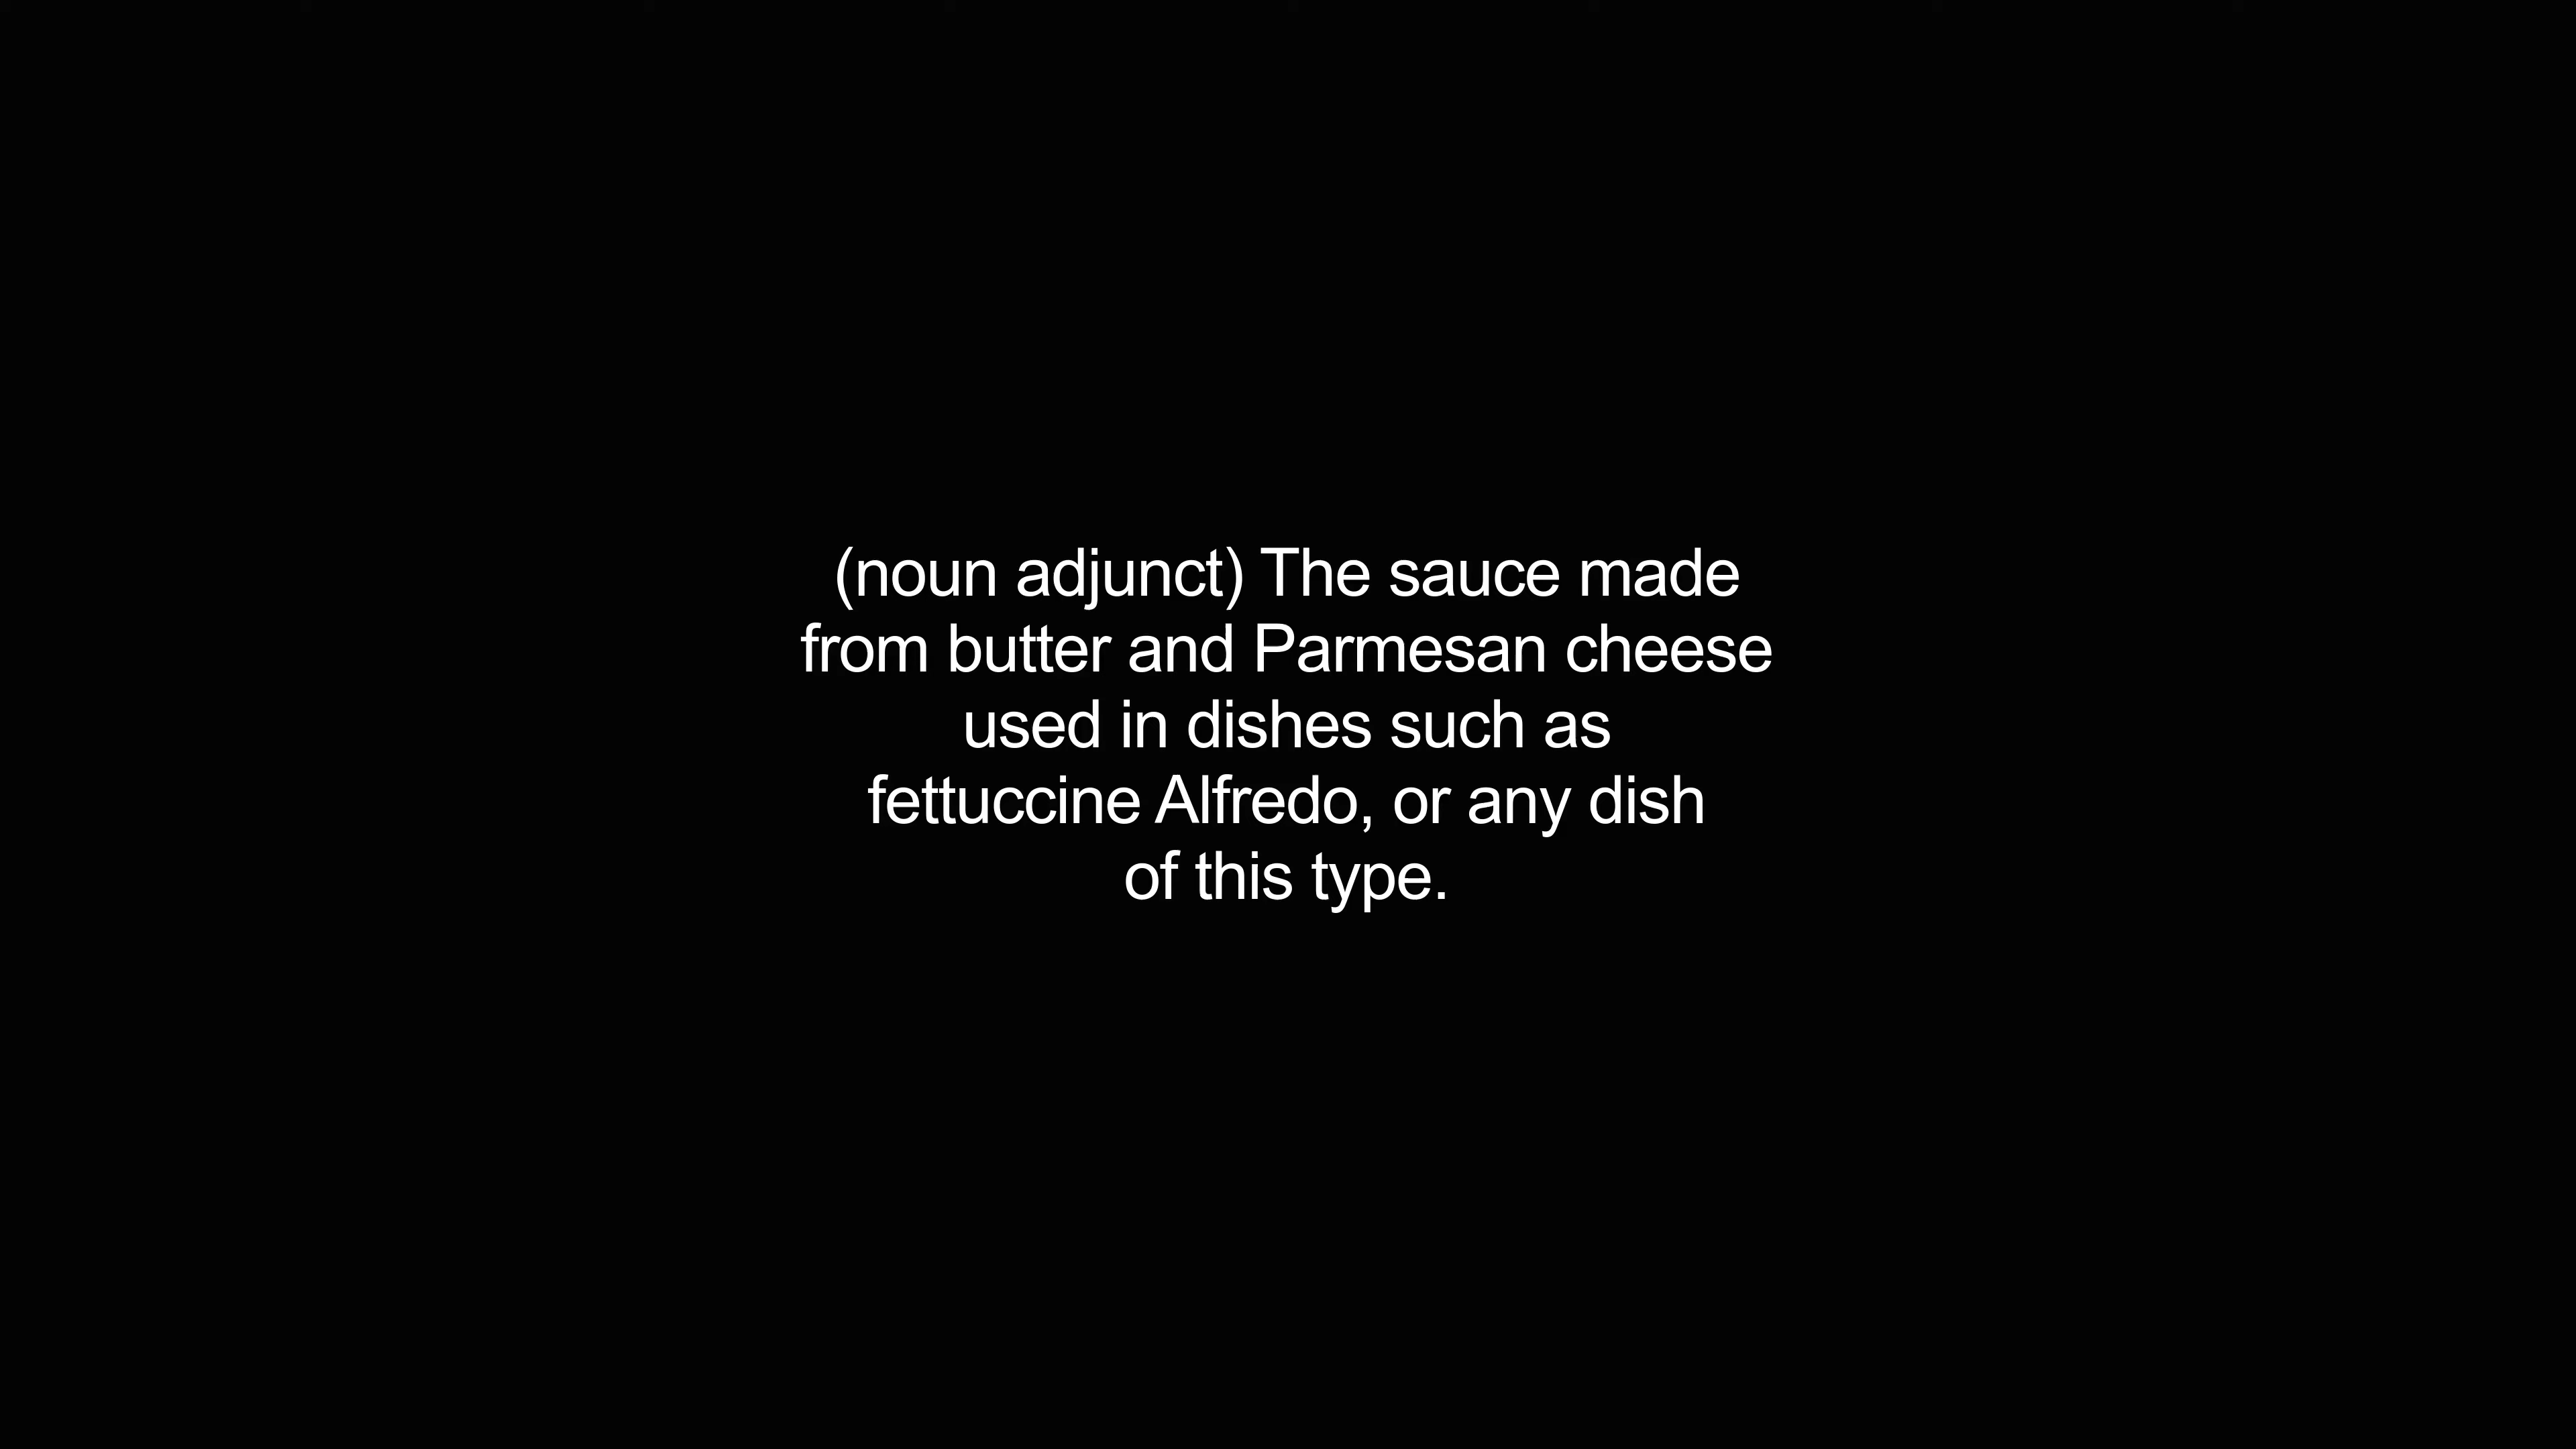 (noun adjunct) The sauce made
from butter and Parmesan cheese
used in dishes such as
fettuccine Alfredo, or any dish
of this type.